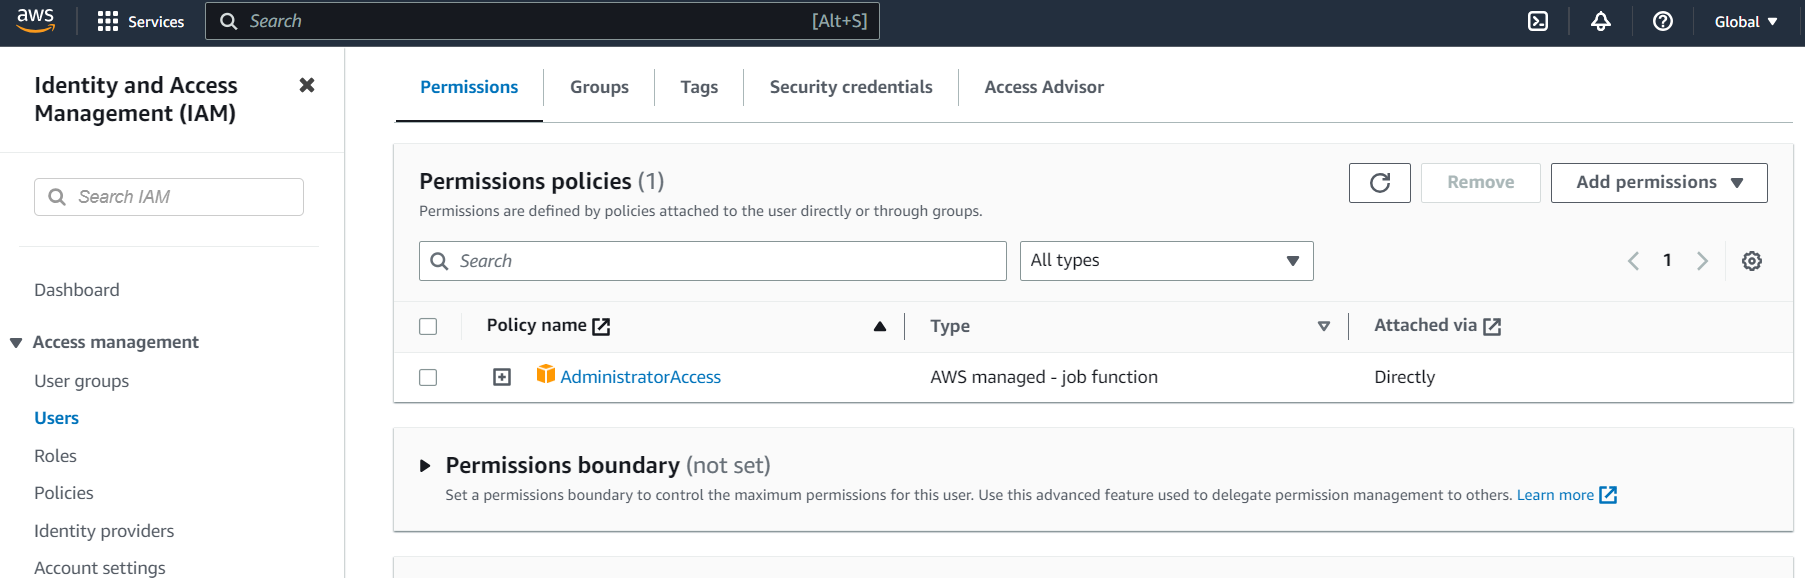 aws
Services
Search
[Alt+S]
Global
Identity and Access
Management (IAM)
Search IAM
Dashboard
Access management
User groups
Users
Roles
Policies
Identity providers
Account settings
Permissions
Groups
Tags
Security credentials
Access Advisor
Permissions policies (1)
Permissions are defined by policies attached to the user directly or through groups.
Remove
Add permissions
Search
All types
1
Policy name
Type
Attached via
AdministratorAccess
AWS managed - job function
Directly
Permissions boundary (not set)
Set a permissions boundary to control the maximum permissions for this user. Use this advanced feature used to delegate permission management to others. Learn more